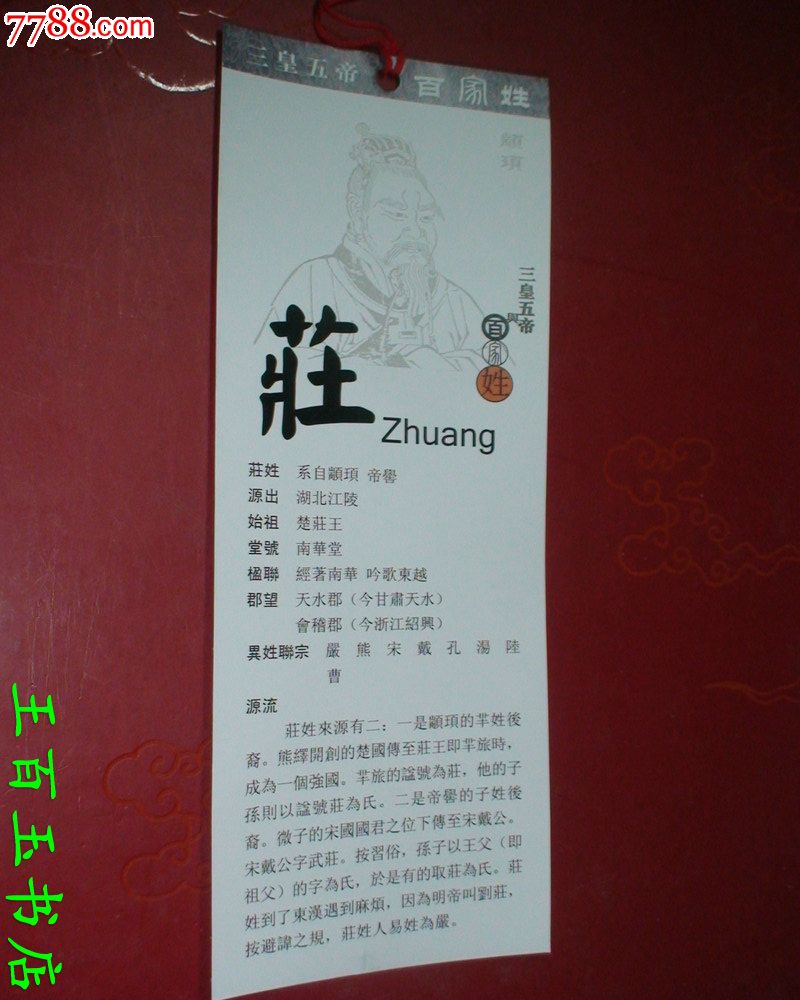 7788.com
三皇五帝 百家姓
顓頊
三皇五帝
與
百家姓
莊
Zhuang
莊姓 系自顓頊 帝嚳
源出 湖北江陵
始祖 楚莊王
堂號 南華堂
楹聯 經著南華 吟歌東越
郡望 天水郡（今甘肅天水）
會稽郡（今浙江紹興）
異姓聯宗 嚴 熊 宋 戴 孔 湯 陸
曹
源流
莊姓來源有二：一是顓頊的羋姓後
裔。熊繹開創的楚國傳至莊王即羋旅時，
成為一個強國。羋旅的諡號為莊，他的子
孫則以諡號莊為氏。二是帝嚳的子姓後
裔。微子的宋國國君之位下傳至宋戴公。
宋戴公字武莊。按習俗，孫子以王父（即
祖父）的字為氏，於是有的取莊為氏。莊
姓到了東漢遇到麻煩，因為明帝叫劉莊，
按避諱之規，莊姓人易姓為嚴。
王百玉书店